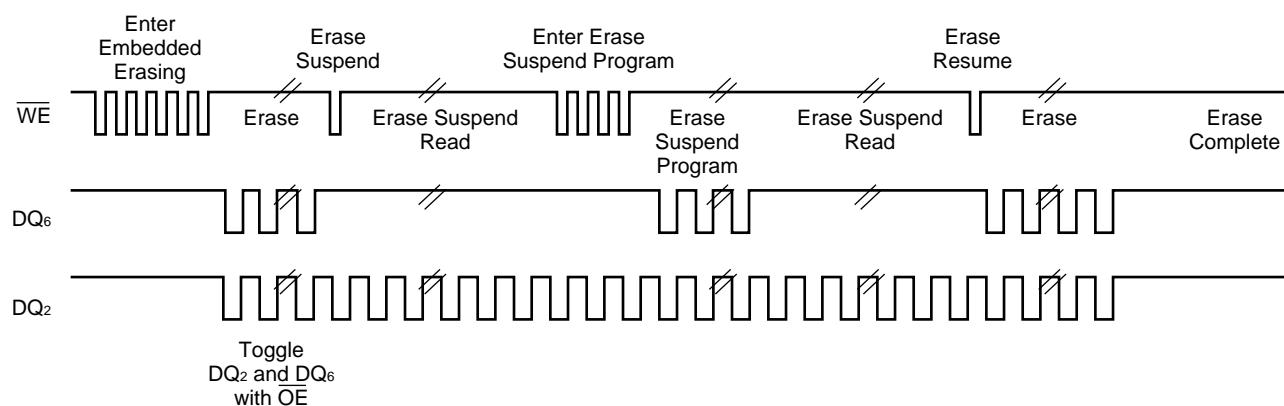 Enter
Embedded
Erasing
Erase
Suspend
Enter Erase
Suspend Program
Erase
Resume
WE
Erase
Erase Suspend
Read
Erase
Suspend
Program
Erase Suspend
Read
Erase
Erase
Complete
DQ6
DQ2
Toggle
DQ2 and DQ6
with OE